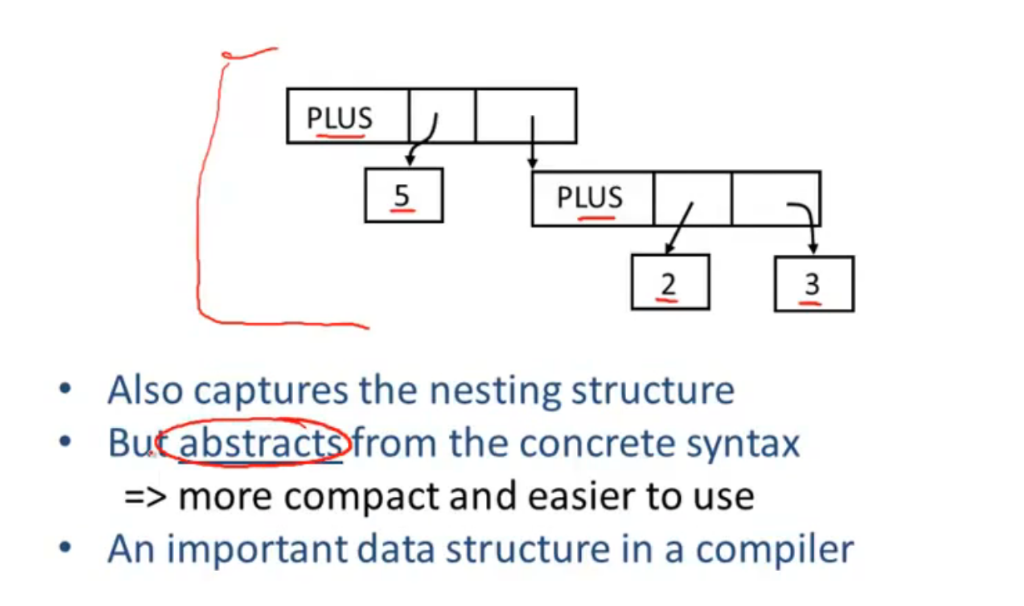 PLUS
5
PLUS
2
3
• Also captures the nesting structure
• But abstracts from the concrete syntax
=> more compact and easier to use
• An important data structure in a compiler